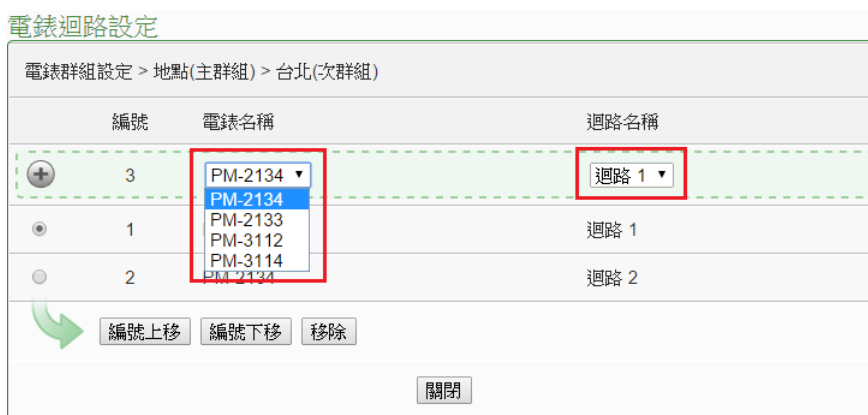 電錶迴路設定
電錶群組設定 > 地點(主群組) > 台北(次群組)
編號 電錶名稱 迴路名稱
3 PM-2134 迴路 1
PM-2134
PM-2133
PM-3112
PM-3114
1 迴路 1
2 PM-2134 迴路 2
編號上移 編號下移 移除
關閉